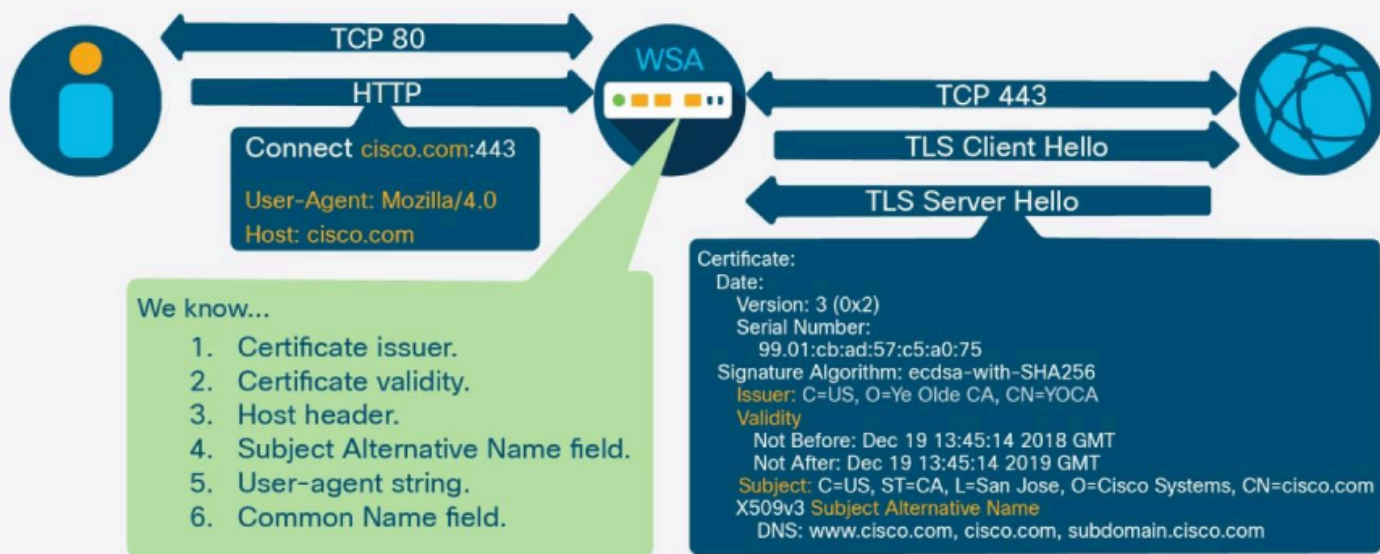 TCP 80
HTTP
Connect cisco.com:443
User-Agent: Mozilla/4.0
Host: cisco.com
WSA
TCP 443
TLS Client Hello
TLS Server Hello
We know...
1. Certificate issuer.
2. Certificate validity.
3. Host header.
4. Subject Alternative Name field.
5. User-agent string.
6. Common Name field.
Certificate:
Date:
Version: 3 (0x2)
Serial Number:
99.01:cb:ad:57:c5:a0:75
Signature Algorithm: ecdsa-with-SHA256
Issuer: C=US, O=Ye Olde CA, CN=YOCA
Validity
Not Before: Dec 19 13:45:14 2018 GMT
Not After: Dec 19 13:45:14 2019 GMT
Subject: C=US, ST=CA, L=San Jose, O=Cisco Systems, CN=cisco.com
X509v3 Subject Alternative Name
DNS: www.cisco.com, cisco.com, subdomain.cisco.com